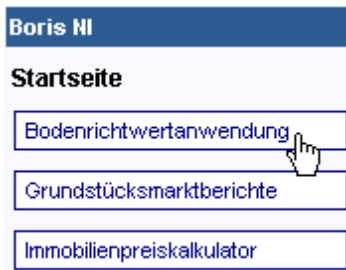 Boris NI
Startseite
Bodenrichtwertanwendung
Grundstücksmarktberichte
Immobilienpreiskalkulator